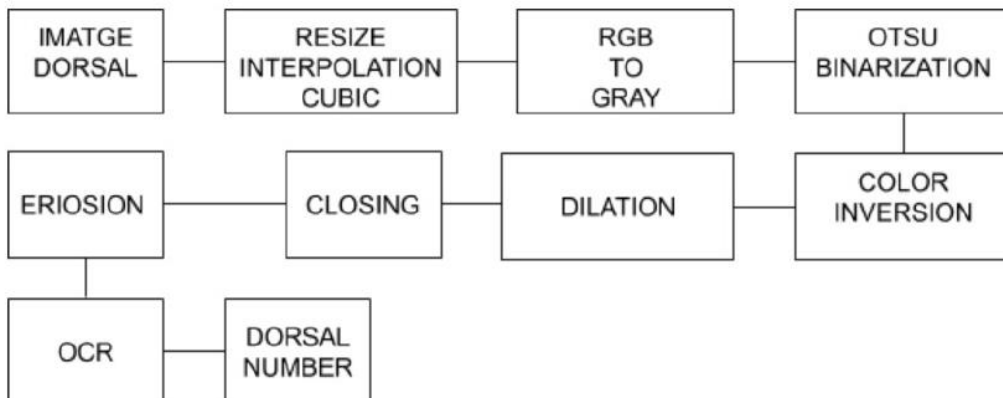 IMATGE
DORSAL
RESIZE
INTERPOLATION
CUBIC
RGB
TO
GRAY
OTSU
BINARIZATION
COLOR
INVERSION
DILATION
CLOSING
ERIOSION
OCR
DORSAL
NUMBER